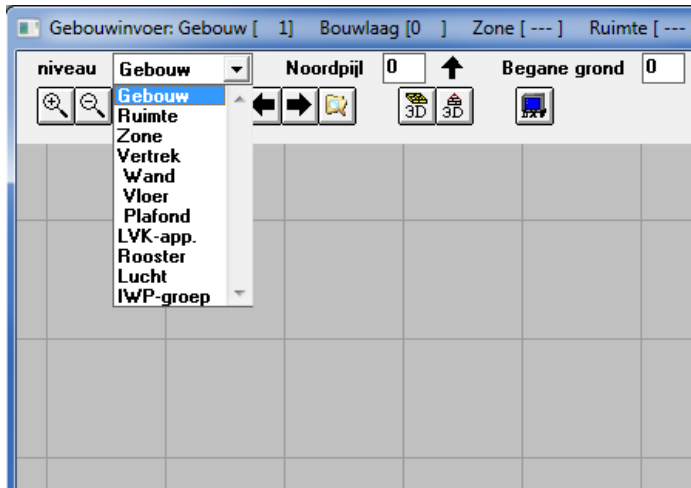 Gebouwinvoer: Gebouw [ 1] Bouwlaag [0 ] Zone [ --- ] Ruimte [ ---
niveau Gebouw Noordpijl 0 Begane grond 0
Gebouw
Ruimte
Zone
Vertrek
Wand
Vloer
Plafond
LVK-app.
Rooster
Lucht
IWP-groep
3D 3D